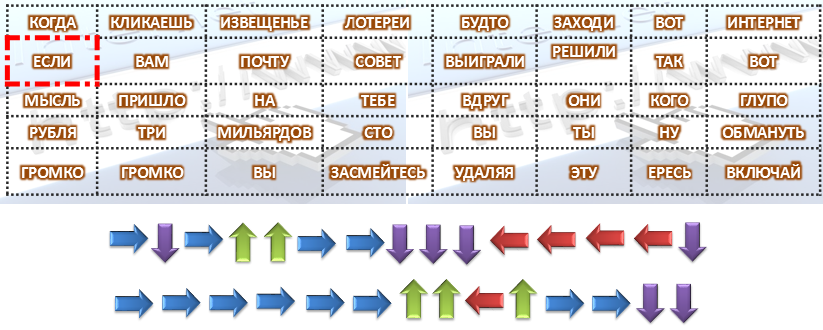 КОГДА КЛИКАЕШЬ ИЗВЕЩЕНЬЕ ЛОТЕРЕИ БУДТО ЗАХОДИ ВОТ ИНТЕРНЕТ
ЕСЛИ ВАМ ПОЧТУ СОВЕТ ВЫИГРАЛИ РЕШИЛИ ТАК ВОТ
МЫСЛЬ ПРИШЛО НА ТЕБЕ ВДРУГ ОНИ КОГО ГЛУПО
РУБЛЯ ТРИ МИЛЬЯРДОВ СТО ВЫ ТЫ НУ ОБМАНУТЬ
ГРОМКО ГРОМКО ВЫ ЗАСМЕЙТЕСЬ УДАЛЯЯ ЭТУ ЕРЕСЬ ВКЛЮЧАЙ